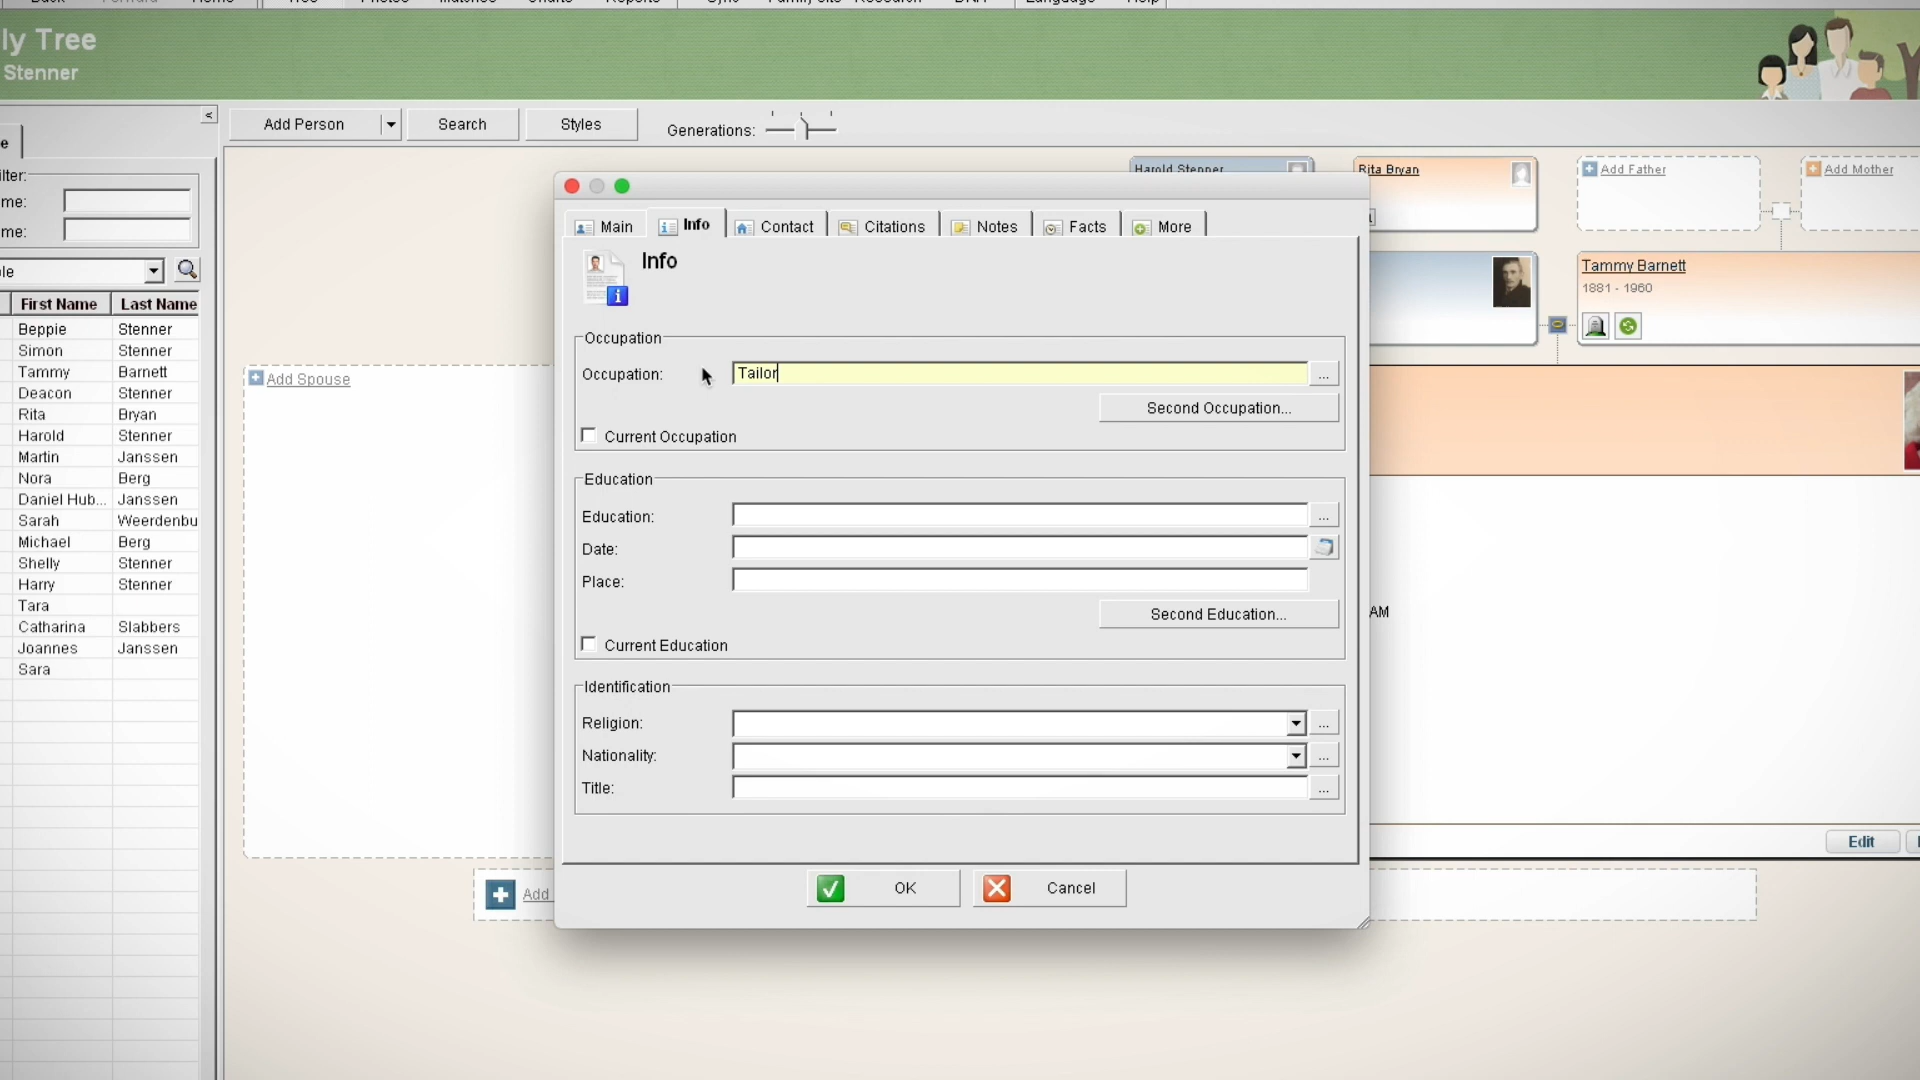 ly Tree
Stenner
Add Person
Search
Styles
Generations:
<
e
ilter:
me:
me:
le
First Name Last Name
Beppie Stenner
Simon Stenner
Tammy Barnett
Deacon Stenner
Rita Bryan
Harold Stenner
Martin Janssen
Nora Berg
Daniel Hub... Janssen
Sarah Weerdenbu
Michael Berg
Shelly Stenner
Harry Stenner
Tara
Catharina Slabbers
Joannes Janssen
Sara
Add Spouse
Harold Stenner
Rita Bryan
Add Father
Add Mother
Tammy Barnett
1881 - 1960
Main
Info
Contact
Citations
Notes
Facts
More
Info
Occupation
Occupation: Tailor
...
Second Occupation...
Current Occupation
Education
Education:
...
Date:
Place:
Second Education...
Current Education
Identification
Religion:
...
Nationality:
...
Title:
...
OK
Cancel
AM
Edit
Add